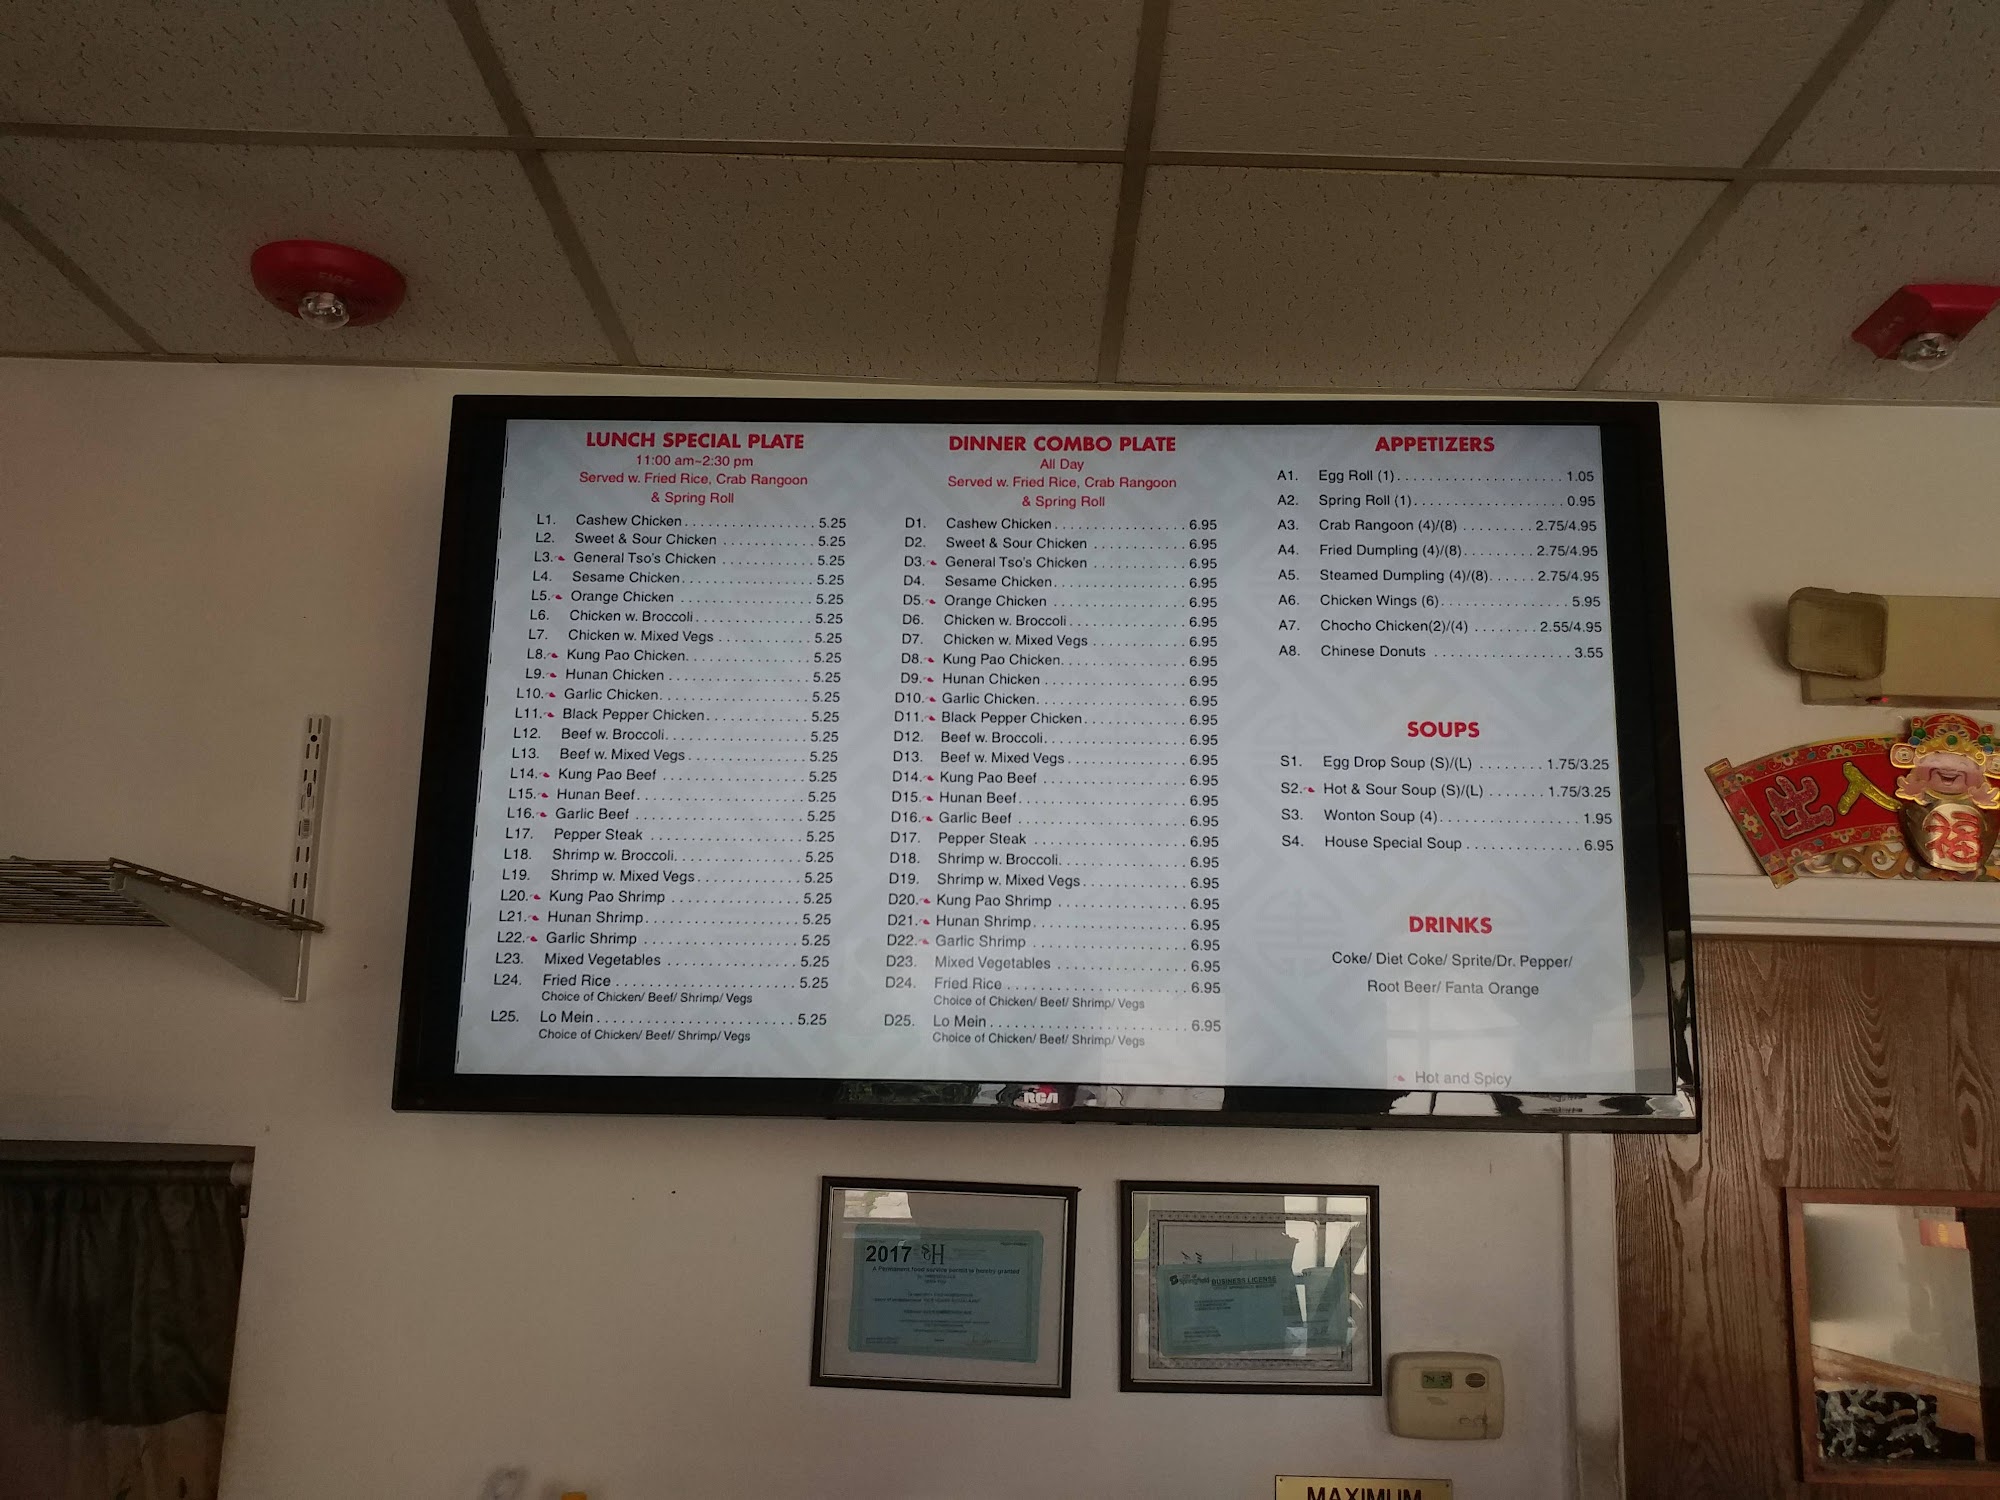 LUNCH SPECIAL PLATE
11:00 am~2:30 pm
Served w. Fried Rice, Crab Rangoon
& Spring Roll
L1. Cashew Chicken 5.25
L2. Sweet & Sour Chicken 5.25
L3. General Tso's Chicken 5.25
L4. Sesame Chicken 5.25
L5. Orange Chicken 5.25
L6. Chicken w. Broccoli 5.25
L7. Chicken w. Mixed Vegs 5.25
L8. Kung Pao Chicken 5.25
L9. Hunan Chicken 5.25
L10. Garlic Chicken 5.25
L11. Black Pepper Chicken 5.25
L12. Beef w. Broccoli 5.25
L13. Beef w. Mixed Vegs 5.25
L14. Kung Pao Beef 5.25
L15. Hunan Beef 5.25
L16. Garlic Beef 5.25
L17. Pepper Steak 5.25
L18. Shrimp w. Broccoli 5.25
L19. Shrimp w. Mixed Vegs 5.25
L20. Kung Pao Shrimp 5.25
L21. Hunan Shrimp 5.25
L22. Garlic Shrimp 5.25
L23. Mixed Vegetables 5.25
L24. Fried Rice 5.25
Choice of Chicken/ Beef/ Shrimp/ Vegs
L25. Lo Mein 5.25
Choice of Chicken/ Beef/ Shrimp/ Vegs
DINNER COMBO PLATE
All Day
Served w. Fried Rice, Crab Rangoon
& Spring Roll
D1. Cashew Chicken 6.95
D2. Sweet & Sour Chicken 6.95
D3. General Tso's Chicken 6.95
D4. Sesame Chicken 6.95
D5. Orange Chicken 6.95
D6. Chicken w. Broccoli 6.95
D7. Chicken w. Mixed Vegs 6.95
D8. Kung Pao Chicken 6.95
D9. Hunan Chicken 6.95
D10. Garlic Chicken 6.95
D11. Black Pepper Chicken 6.95
D12. Beef w. Broccoli 6.95
D13. Beef w. Mixed Vegs 6.95
D14. Kung Pao Beef 6.95
D15. Hunan Beef 6.95
D16. Garlic Beef 6.95
D17. Pepper Steak 6.95
D18. Shrimp w. Broccoli 6.95
D19. Shrimp w. Mixed Vegs 6.95
D20. Kung Pao Shrimp 6.95
D21. Hunan Shrimp 6.95
D22. Garlic Shrimp 6.95
D23. Mixed Vegetables 6.95
D24. Fried Rice 6.95
Choice of Chicken/ Beef/ Shrimp/ Vegs
D25. Lo Mein 6.95
Choice of Chicken/ Beef/ Shrimp/ Vegs
APPETIZERS
A1. Egg Roll (1) 1.05
A2. Spring Roll (1) 0.95
A3. Crab Rangoon (4)/(8) 2.75/4.95
A4. Fried Dumpling (4)/(8) 2.75/4.95
A5. Steamed Dumpling (4)/(8) 2.75/4.95
A6. Chicken Wings (6) 5.95
A7. Chocho Chicken(2)/(4) 2.55/4.95
A8. Chinese Donuts 3.55
SOUPS
S1. Egg Drop Soup (S)/(L) 1.75/3.25
S2. Hot & Sour Soup (S)/(L) 1.75/3.25
S3. Wonton Soup (4) 1.95
S4. House Special Soup 6.95
DRINKS
Coke/ Diet Coke/ Sprite/Dr. Pepper/
Root Beer/ Fanta Orange
Hot and Spicy
RCA
FIRE
出入
福
2017
A Permanent food service permit is hereby granted
Springfield BUSINESS LICENSE
MAXIMUM